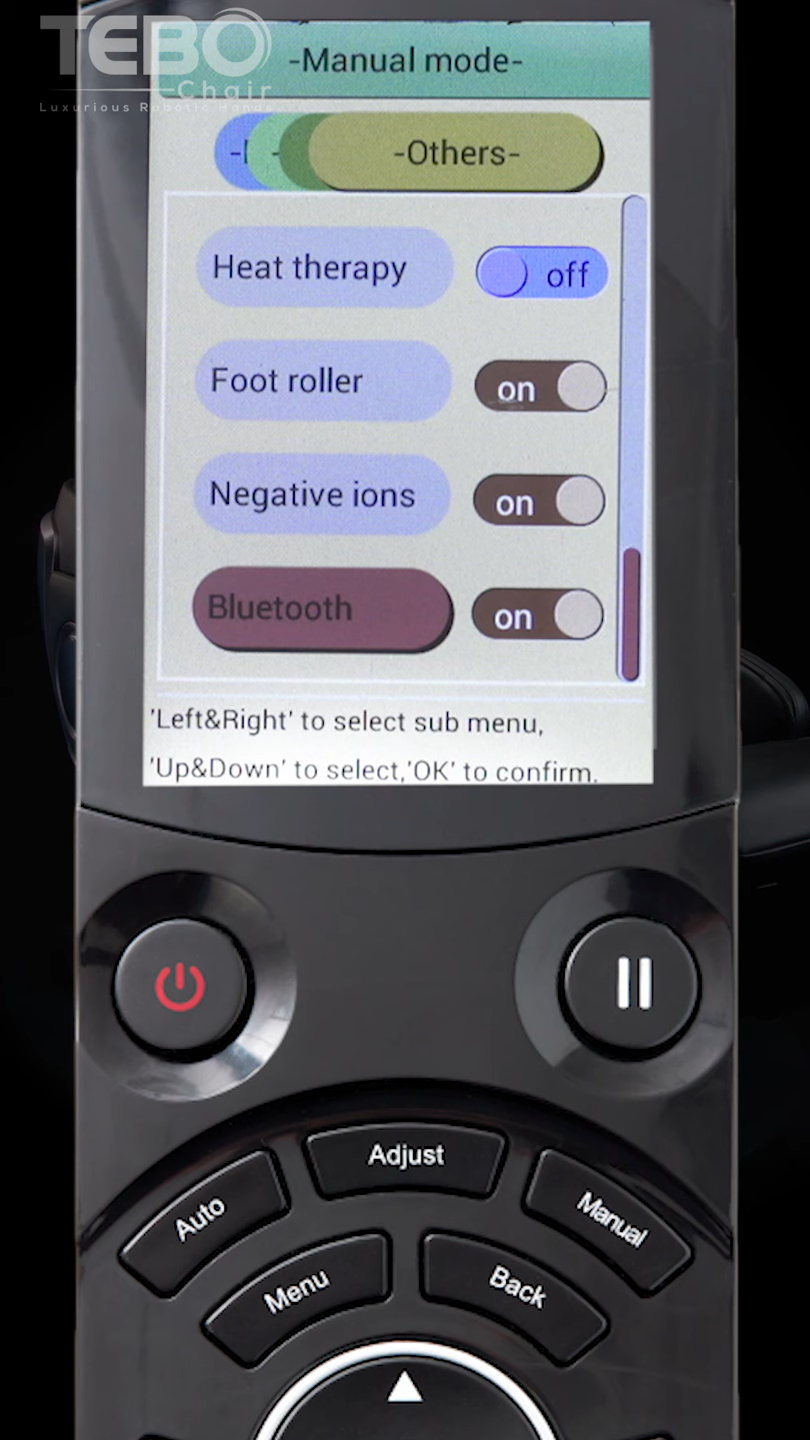 TEBO
Chair
Luxurious Robotic Hands
-Manual mode-
-Others-
Heat therapy
off
Foot roller
on
Negative ions
on
Bluetooth
on
'Left&Right' to select sub menu,
'Up&Down' to select,'OK' to confirm.
Adjust
Auto
Manual
Menu
Back